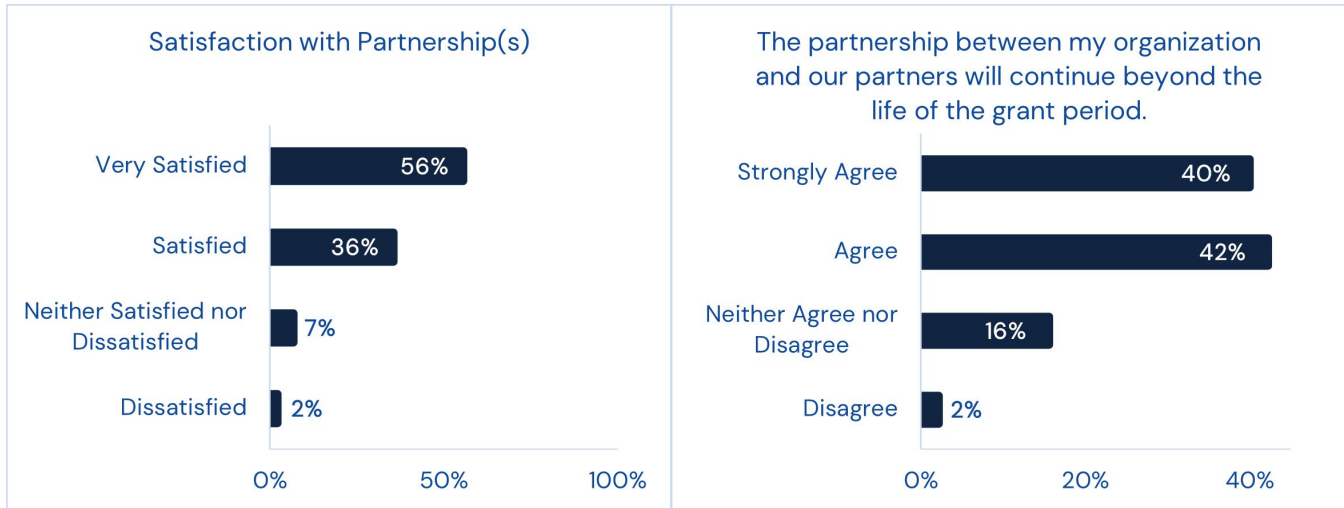 Satisfaction with Partnership(s)
Very Satisfied
56%
Satisfied
36%
Neither Satisfied nor
Dissatisfied
7%
Dissatisfied
2%
0%
50%
100%
The partnership between my organization
and our partners will continue beyond the
life of the grant period.
Strongly Agree
40%
Agree
42%
Neither Agree nor
Disagree
16%
Disagree
2%
0%
20%
40%